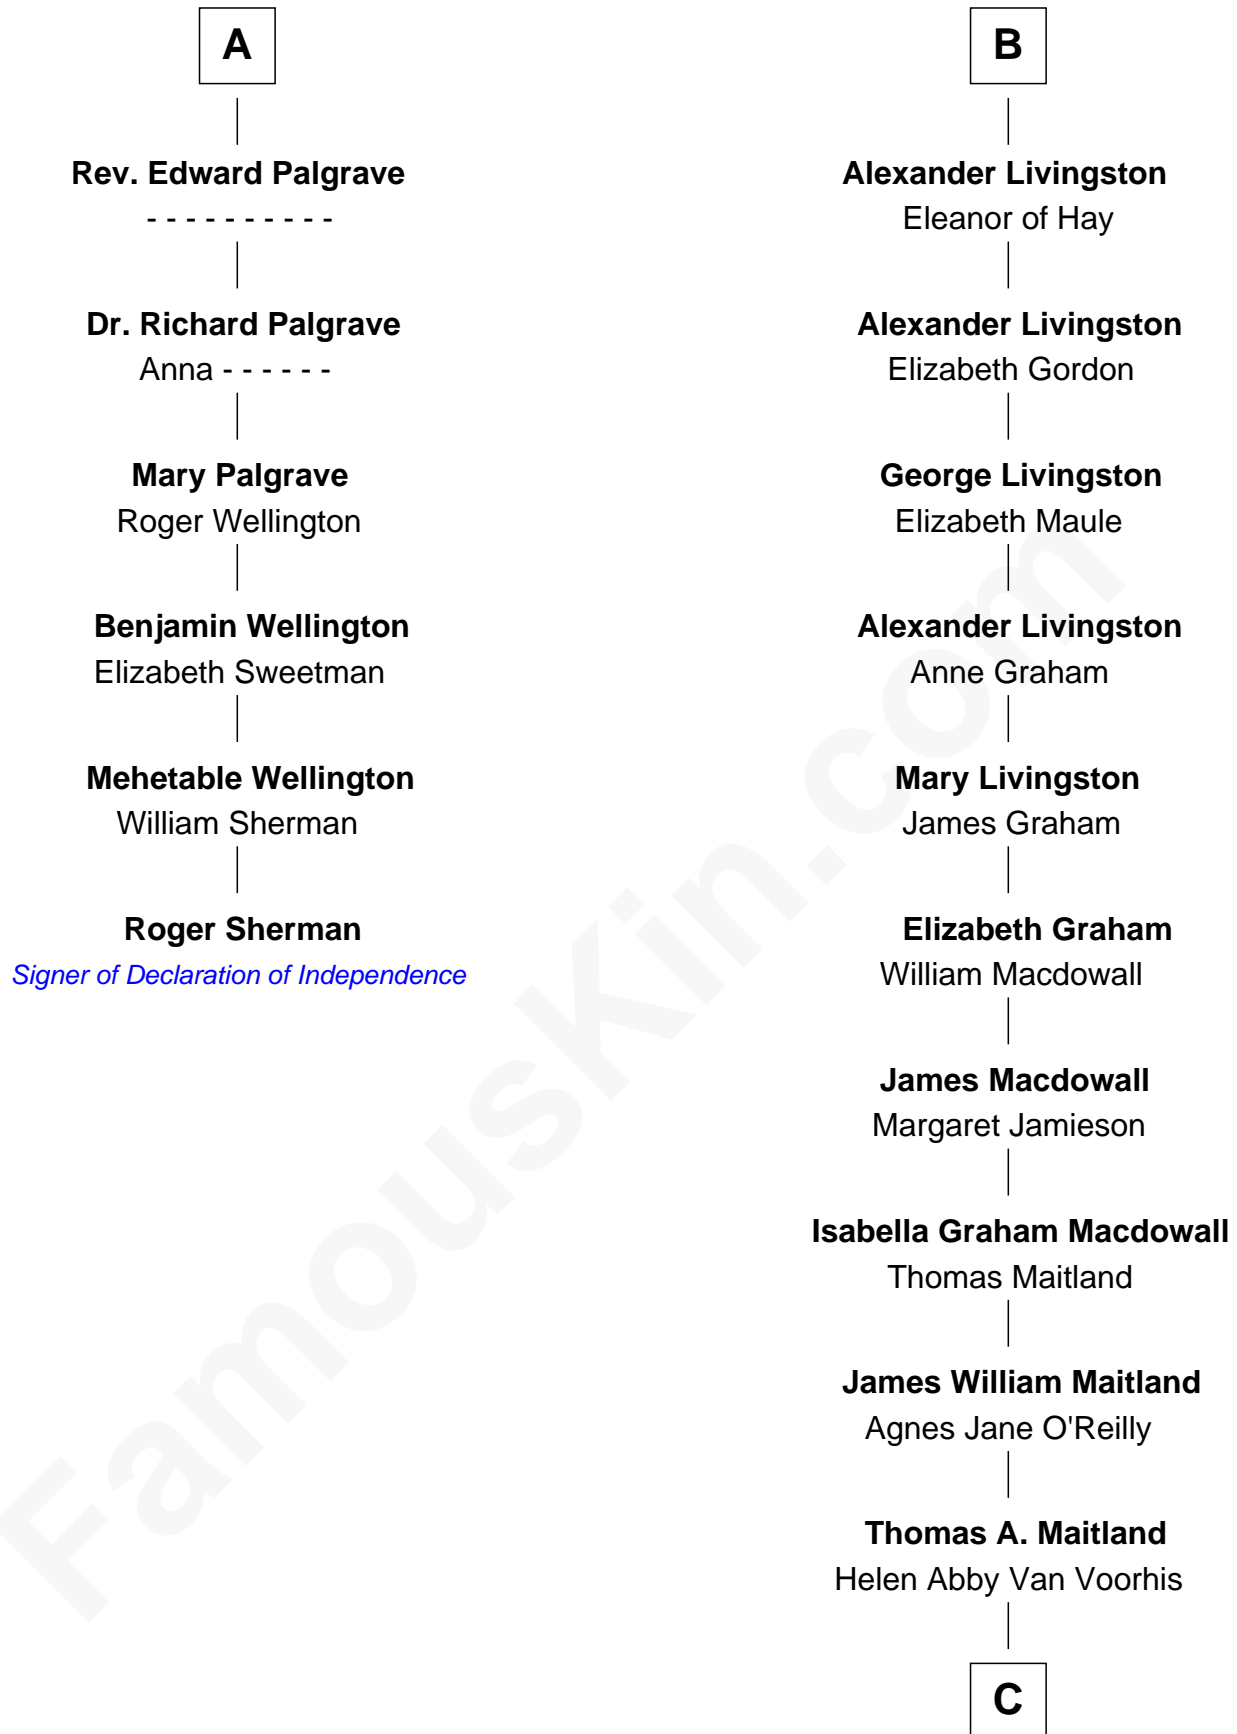 A
Rev. Edward Palgrave
- - - - - - - - - -
Dr. Richard Palgrave
Anna - - - - - -
Mary Palgrave
Roger Wellington
Benjamin Wellington
Elizabeth Sweetman
Mehetable Wellington
William Sherman
Roger Sherman
Signer of Declaration of Independence
B
Alexander Livingston
Eleanor of Hay
Alexander Livingston
Elizabeth Gordon
George Livingston
Elizabeth Maule
Alexander Livingston
Anne Graham
Mary Livingston
James Graham
Elizabeth Graham
William Macdowall
James Macdowall
Margaret Jamieson
Isabella Graham Macdowall
Thomas Maitland
James William Maitland
Agnes Jane O'Reilly
Thomas A. Maitland
Helen Abby Van Voorhis
C
FamousKin.com